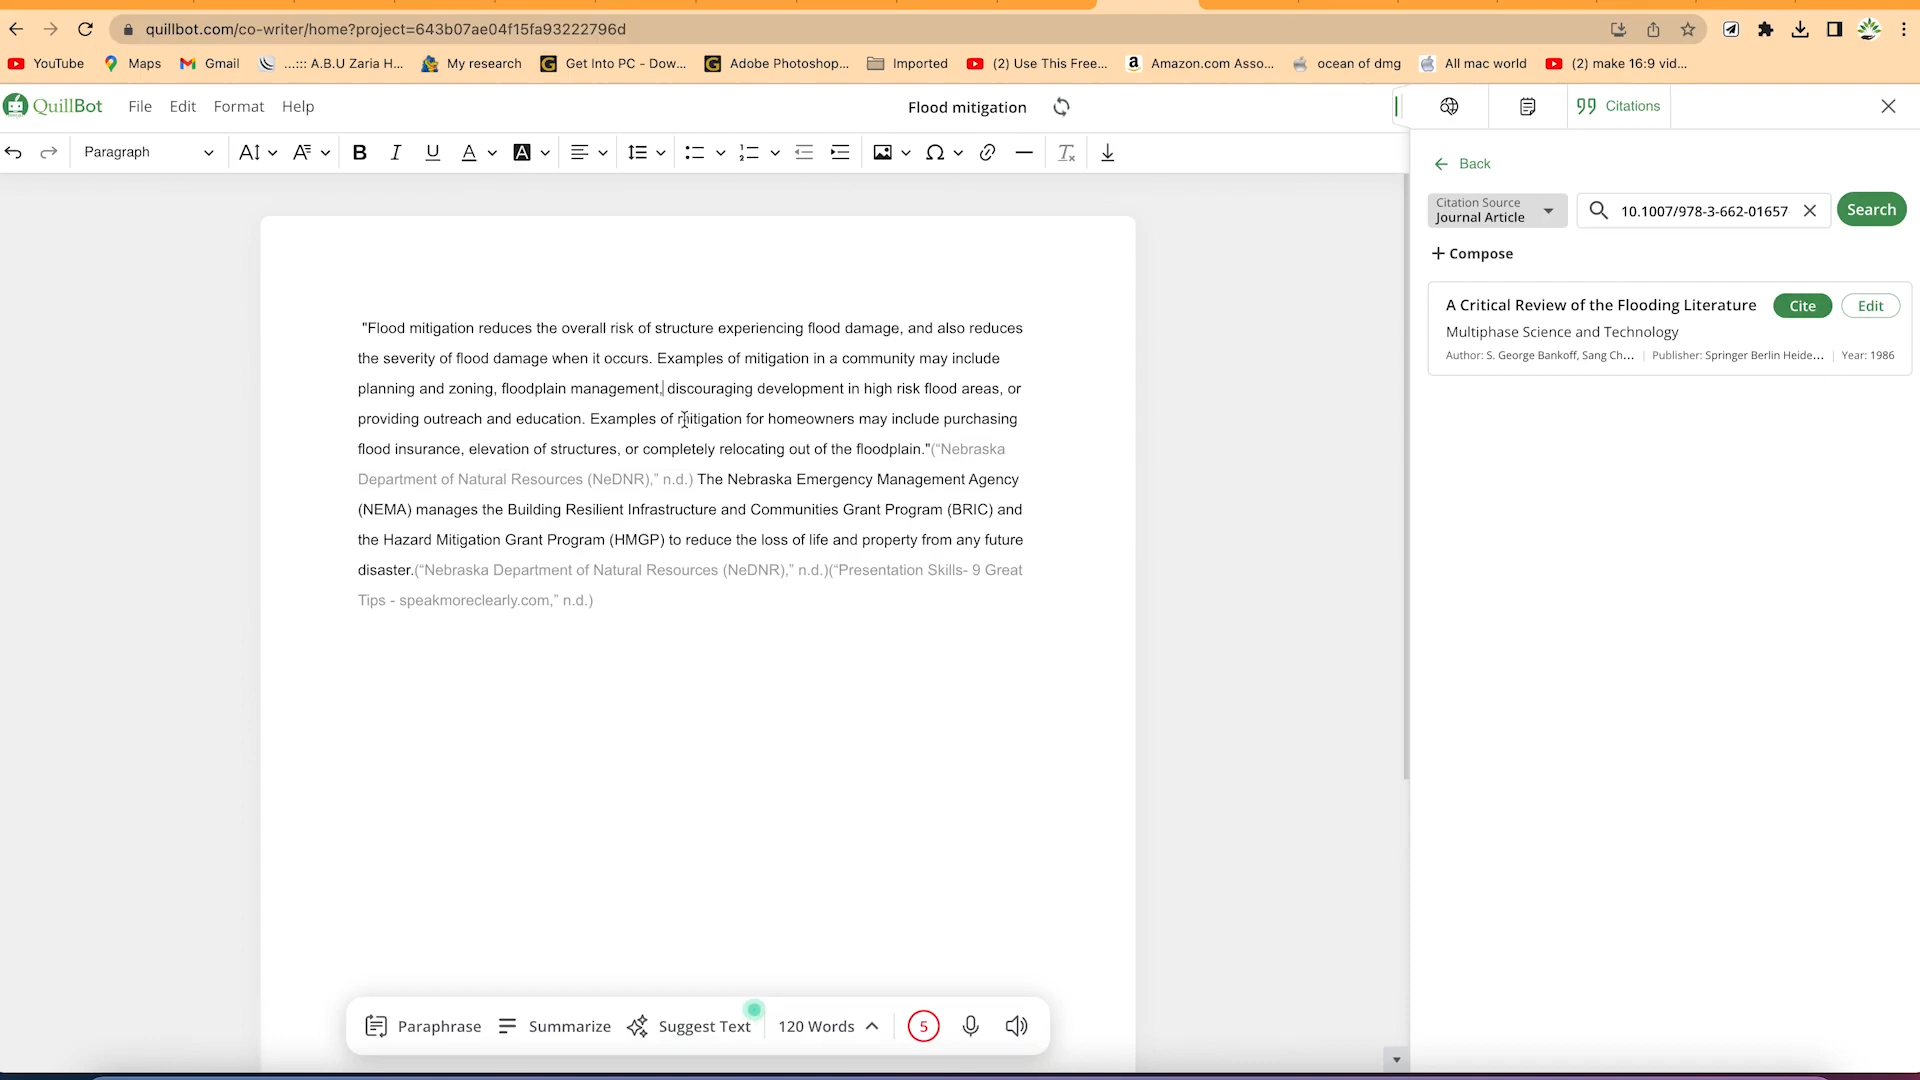 quillbot.com/co-writer/home?project=643b07ae04f15fa93222796d
YouTube Maps Gmail ...::: A.B.U Zaria H... My research Get Into PC - Dow... Adobe Photoshop... Imported (2) Use This Free... Amazon.com Asso... ocean of dmg All mac world (2) make 16:9 vid...
QuillBot File Edit Format Help Flood mitigation Citations
Paragraph
Back
Citation Source
Journal Article 10.1007/978-3-662-01657 Search
Compose
"Flood mitigation reduces the overall risk of structure experiencing flood damage, and also reduces
the severity of flood damage when it occurs. Examples of mitigation in a community may include
planning and zoning, floodplain management, discouraging development in high risk flood areas, or
providing outreach and education. Examples of mitigation for homeowners may include purchasing
flood insurance, elevation of structures, or completely relocating out of the floodplain."(“Nebraska
Department of Natural Resources (NeDNR),” n.d.) The Nebraska Emergency Management Agency
(NEMA) manages the Building Resilient Infrastructure and Communities Grant Program (BRIC) and
the Hazard Mitigation Grant Program (HMGP) to reduce the loss of life and property from any future
disaster.(“Nebraska Department of Natural Resources (NeDNR),” n.d.)(“Presentation Skills- 9 Great
Tips - speakmoreclearly.com,” n.d.)
A Critical Review of the Flooding Literature Cite Edit
Multiphase Science and Technology
Author: S. George Bankoff, Sang Ch... Publisher: Springer Berlin Heide... Year: 1986
Paraphrase Summarize Suggest Text 120 Words 5